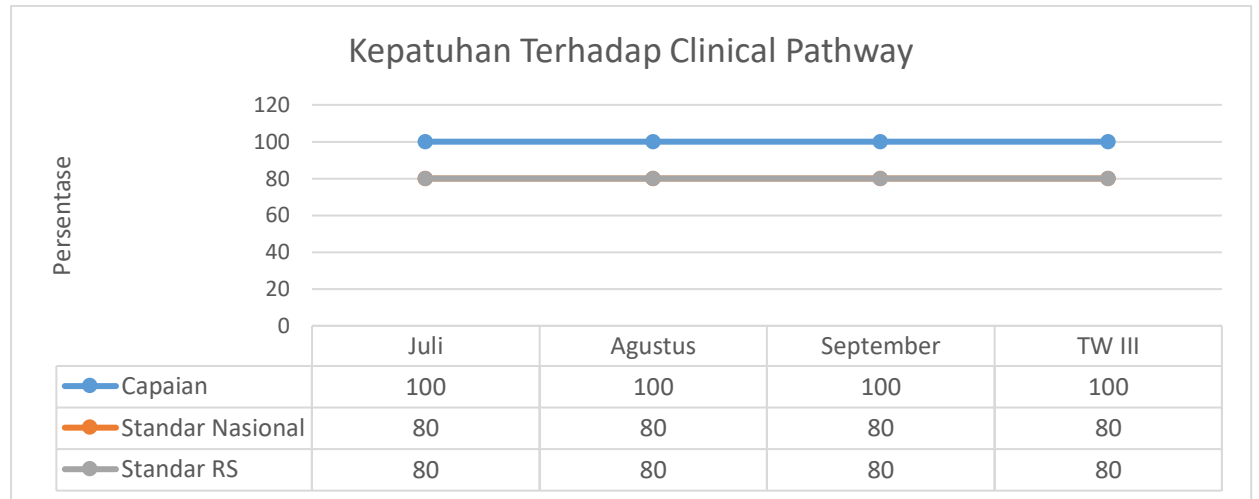 Kepatuhan Terhadap Clinical Pathway
Persentase
120
100
80
60
40
20
0
Juli Agustus September TW III
Capaian 100 100 100 100
Standar Nasional 80 80 80 80
Standar RS 80 80 80 80